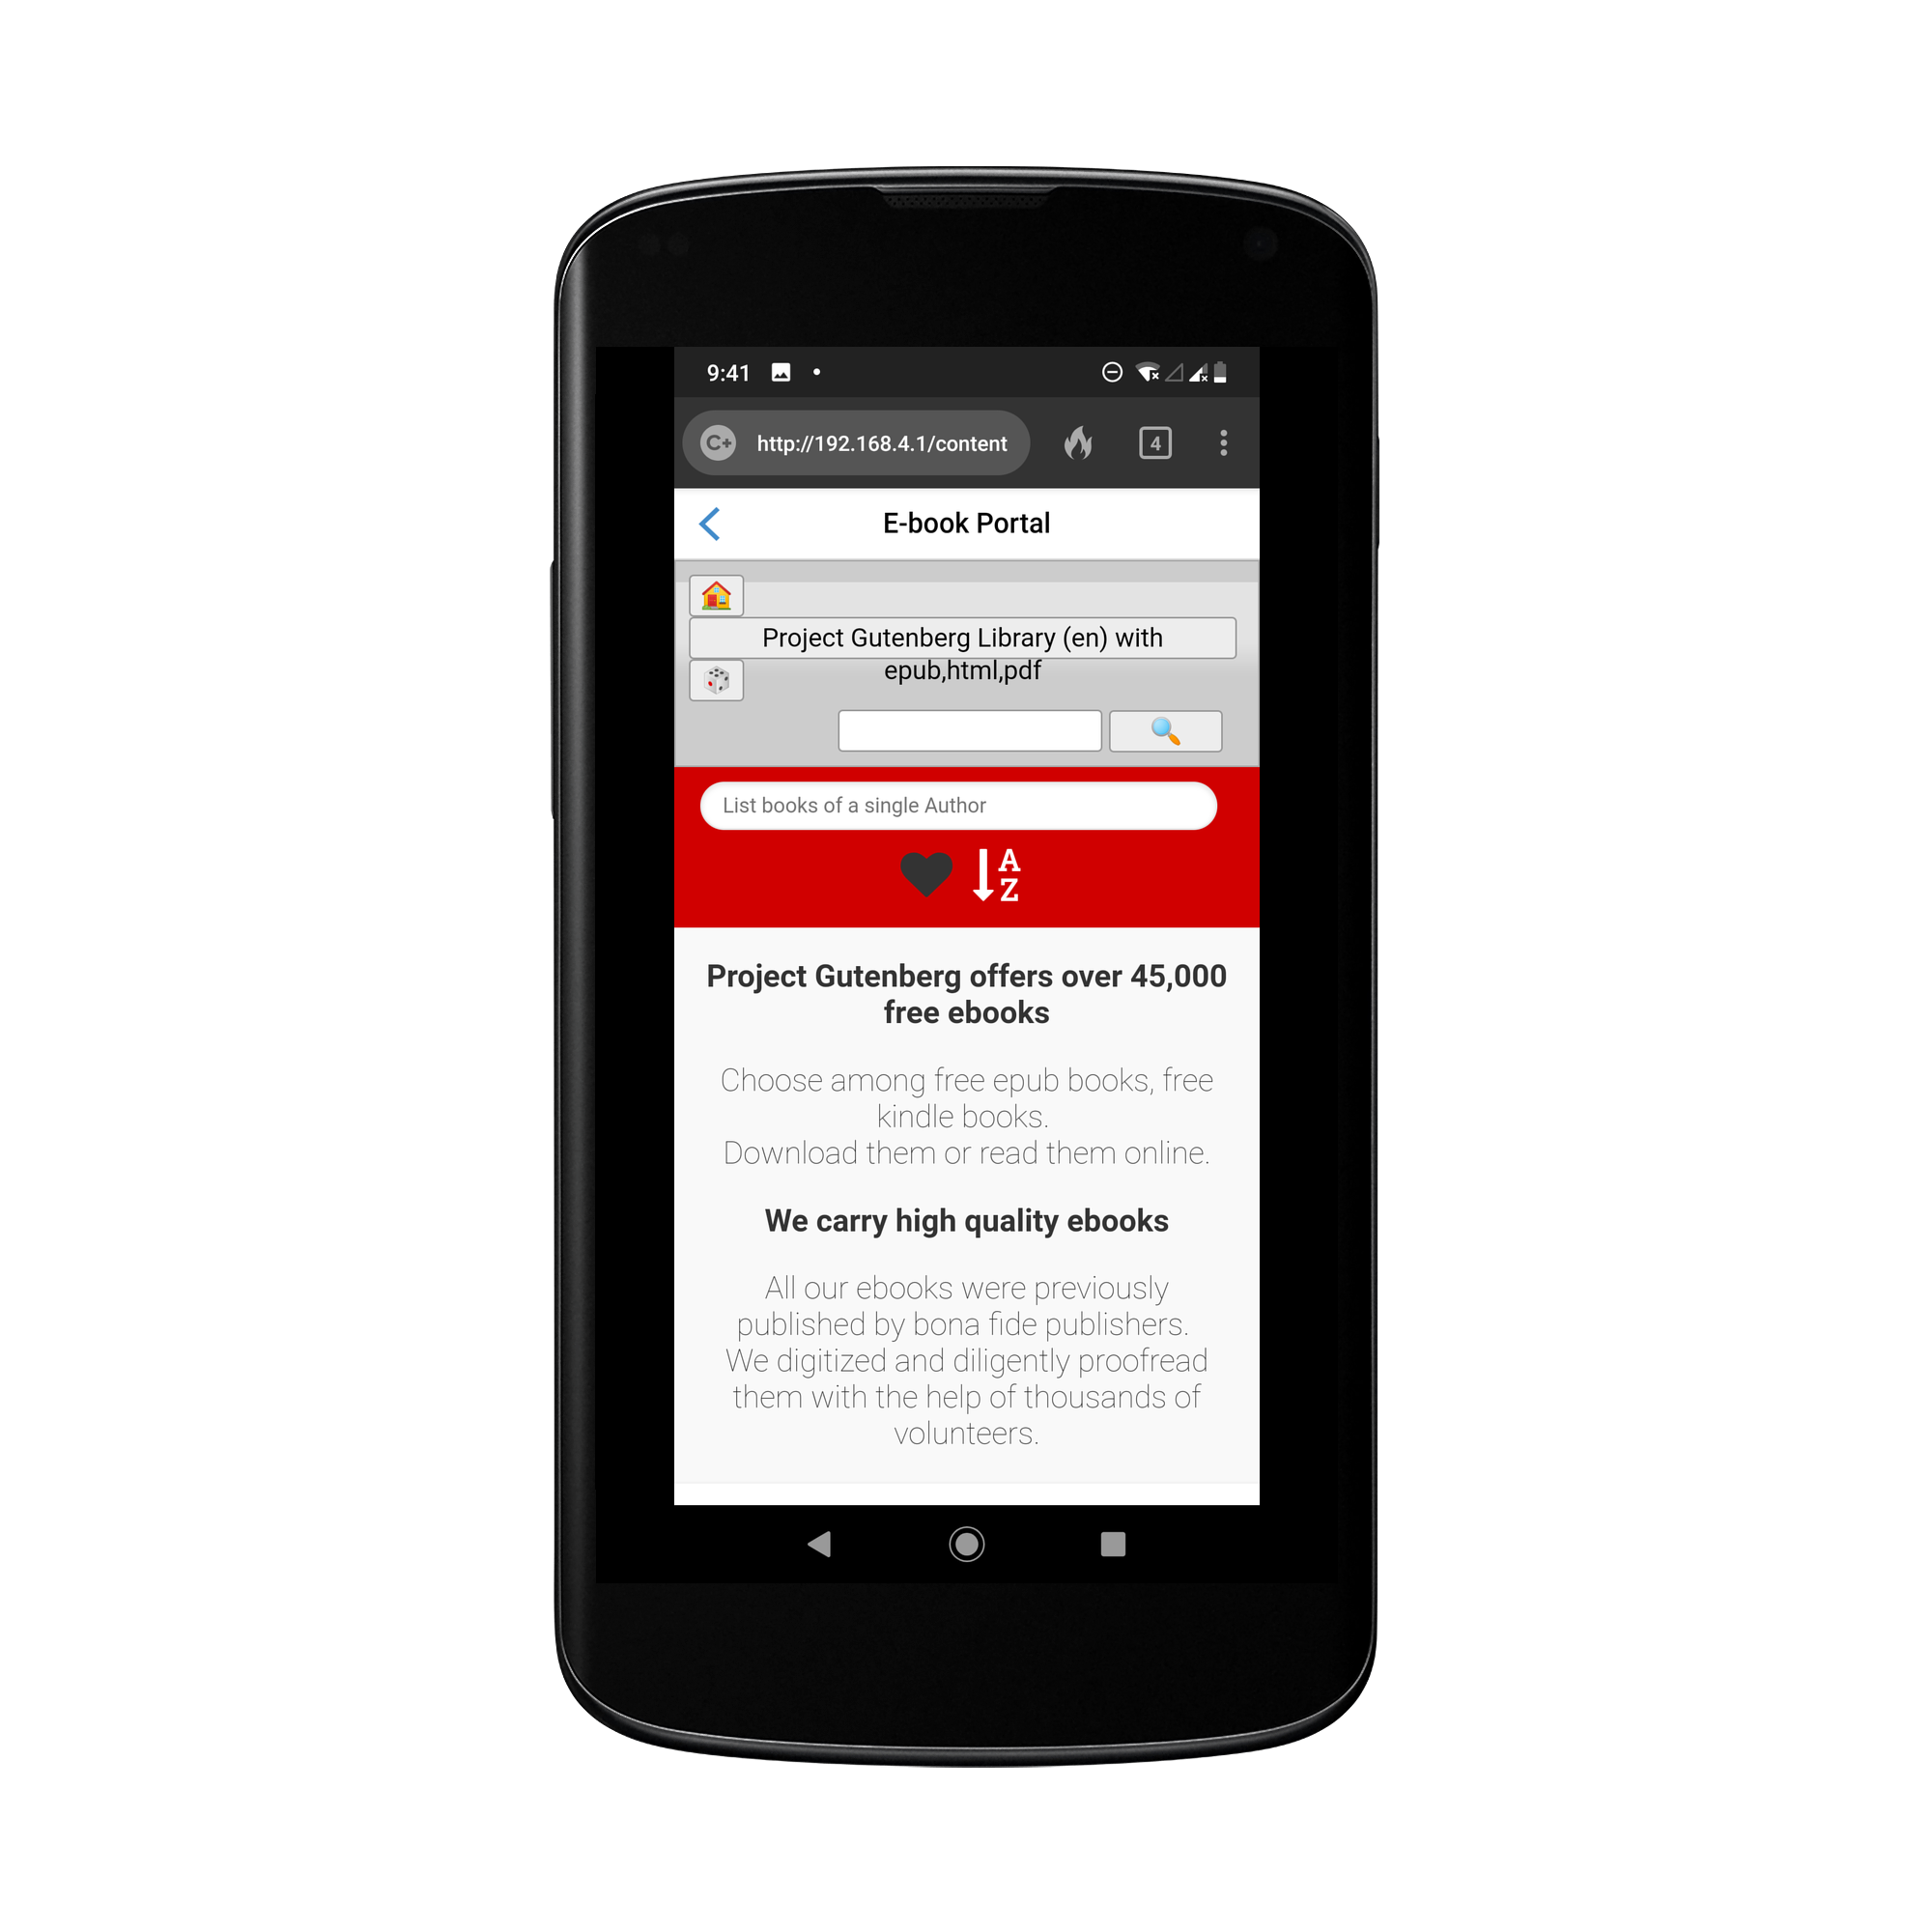 9:41
C+ http://192.168.4.1/content 4
E-book Portal
Project Gutenberg Library (en) with
epub,html,pdf
List books of a single Author
A
Z
Project Gutenberg offers over 45,000
free ebooks
Choose among free epub books, free
kindle books.
Download them or read them online.
We carry high quality ebooks
All our ebooks were previously
published by bona fide publishers.
We digitized and diligently proofread
them with the help of thousands of
volunteers.